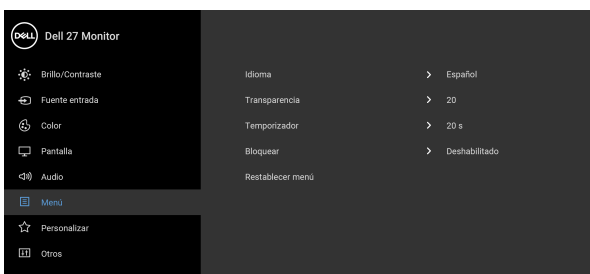 DELL Dell 27 Monitor
Brillo/Contraste
Idioma > Español
Fuente entrada
Transparencia > 20
Color
Temporizador > 20 s
Pantalla
Bloquear > Deshabilitado
Audio
Restablecer menú
Menú
Personalizar
Otros